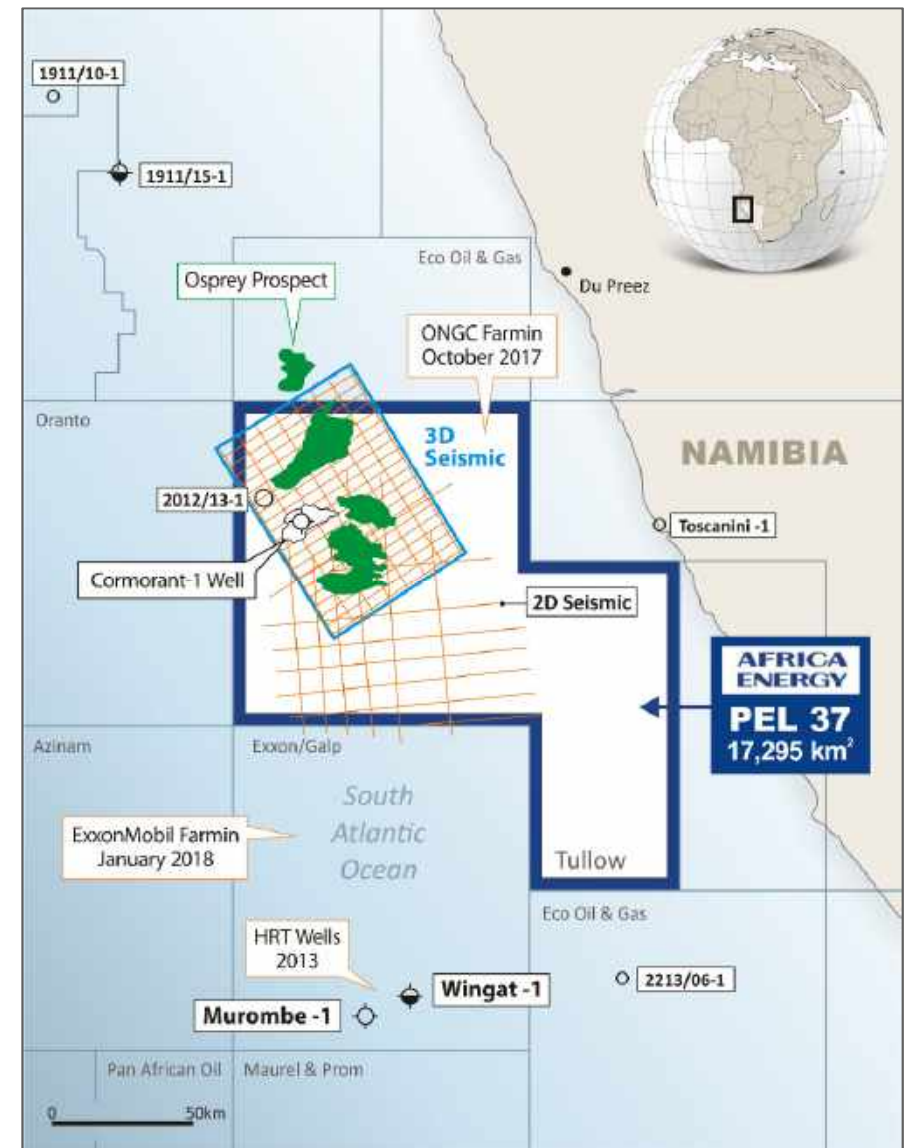 1911/10-1
1911/15-1
Eco Oil & Gas
Du Preez
Osprey Prospect
ONGC Farmin
October 2017
Oranto
3D
Seismic
NAMIBIA
2012/13-1
Toscanini -1
Cormorant-1 Well
2D Seismic
AFRICA
ENERGY
PEL 37
17,295 km²
Azinam
Exxon/Galp
South
Atlantic
Ocean
ExxonMobil Farmin
January 2018
Tullow
Eco Oil & Gas
HRT Wells
2013
Wingat -1
2213/06-1
Murombe -1
Pan African Oil
Maurel & Prom
0 50km